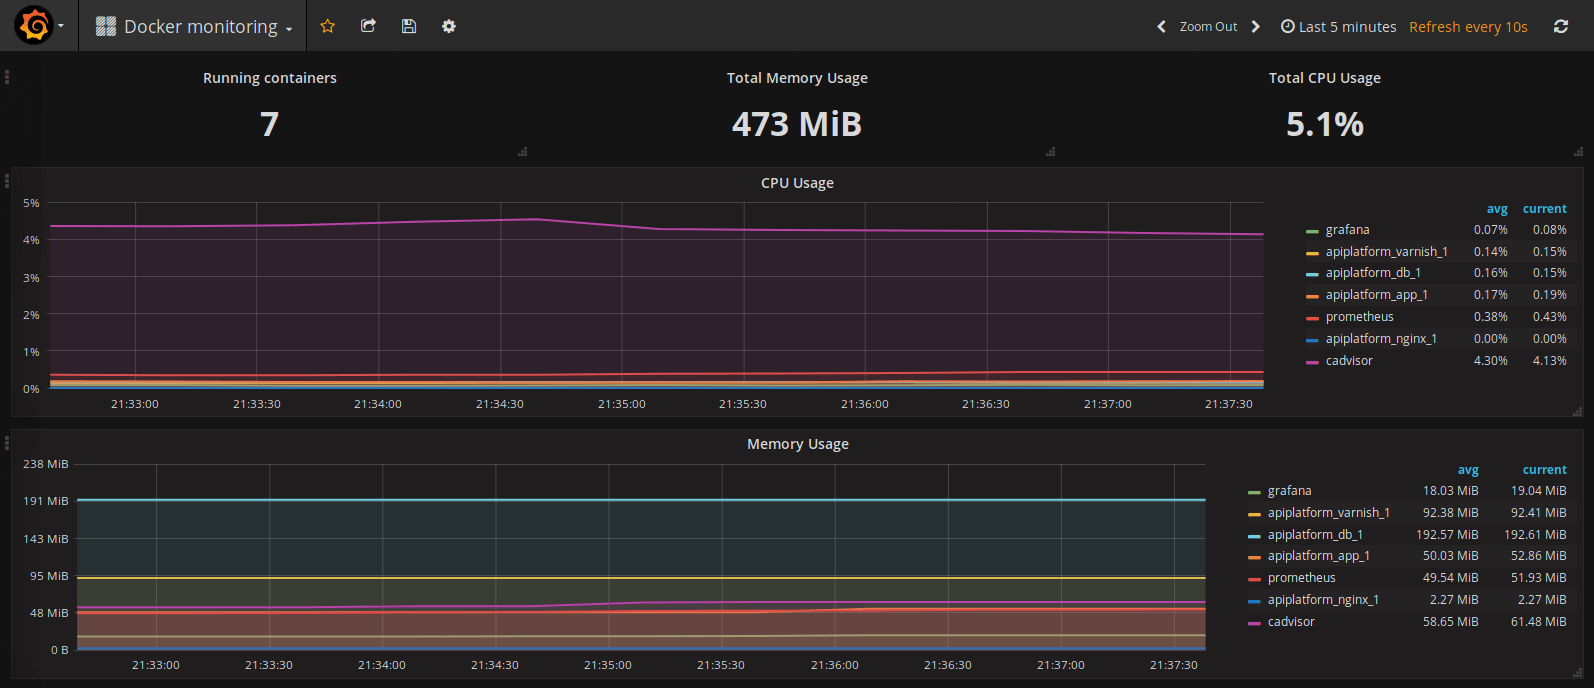 Docker monitoring
Zoom Out Last 5 minutes Refresh every 10s
Running containers
7
Total Memory Usage
473 MiB
Total CPU Usage
5.1%
CPU Usage
5%
4%
3%
2%
1%
0%
21:33:00 21:33:30 21:34:00 21:34:30 21:35:00 21:35:30 21:36:00 21:36:30 21:37:00 21:37:30
avg current
grafana 0.07% 0.08%
apiplatform_varnish_1 0.14% 0.15%
apiplatform_db_1 0.16% 0.15%
apiplatform_app_1 0.17% 0.19%
prometheus 0.38% 0.43%
apiplatform_nginx_1 0.00% 0.00%
cadvisor 4.30% 4.13%
Memory Usage
238 MiB
191 MiB
143 MiB
95 MiB
48 MiB
0 B
21:33:00 21:33:30 21:34:00 21:34:30 21:35:00 21:35:30 21:36:00 21:36:30 21:37:00 21:37:30
avg current
grafana 18.03 MiB 19.04 MiB
apiplatform_varnish_1 92.38 MiB 92.41 MiB
apiplatform_db_1 192.57 MiB 192.61 MiB
apiplatform_app_1 50.03 MiB 52.86 MiB
prometheus 49.54 MiB 51.93 MiB
apiplatform_nginx_1 2.27 MiB 2.27 MiB
cadvisor 58.65 MiB 61.48 MiB